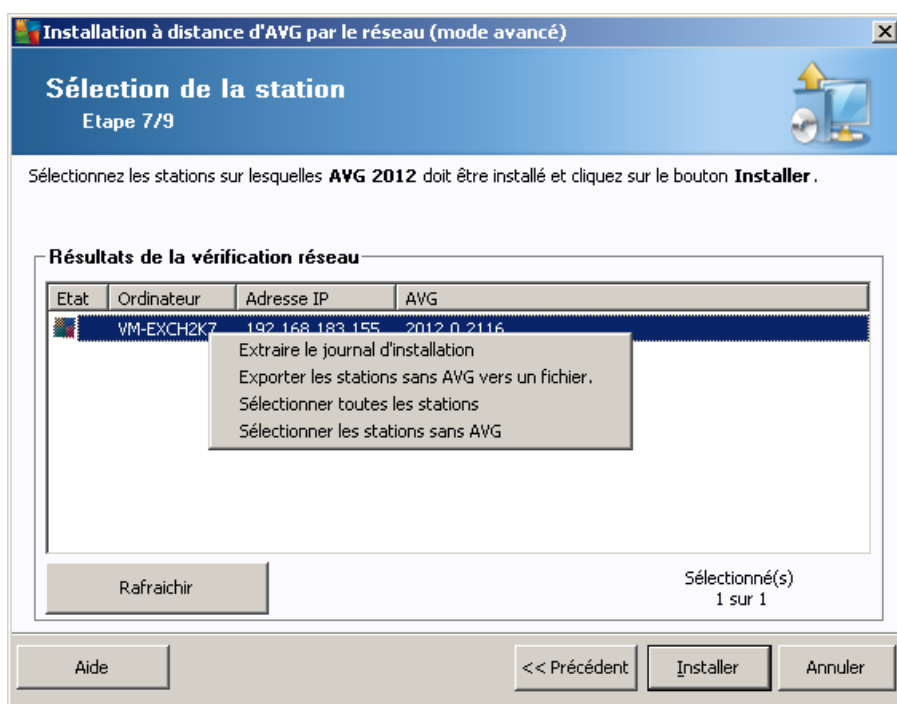 Installation à distance d'AVG par le réseau (mode avancé)
Sélection de la station
Etape 7/9
Sélectionnez les stations sur lesquelles AVG 2012 doit être installé et cliquez sur le bouton Installer.
Résultats de la vérification réseau
Etat Ordinateur Adresse IP AVG
VM-EXCH2K7 192.168.183.155 2012.0.2116
Extraire le journal d'installation
Exporter les stations sans AVG vers un fichier.
Sélectionner toutes les stations
Sélectionner les stations sans AVG
Rafraichir
Sélectionné(s)
1 sur 1
Aide << Précédent Installer Annuler